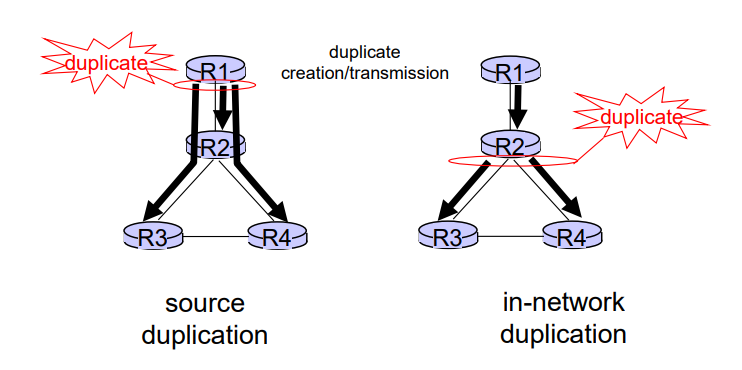 duplicate
R1
R2
R3
R4
source
duplication
duplicate
creation/transmission
R1
duplicate
R2
R3
R4
in-network
duplication